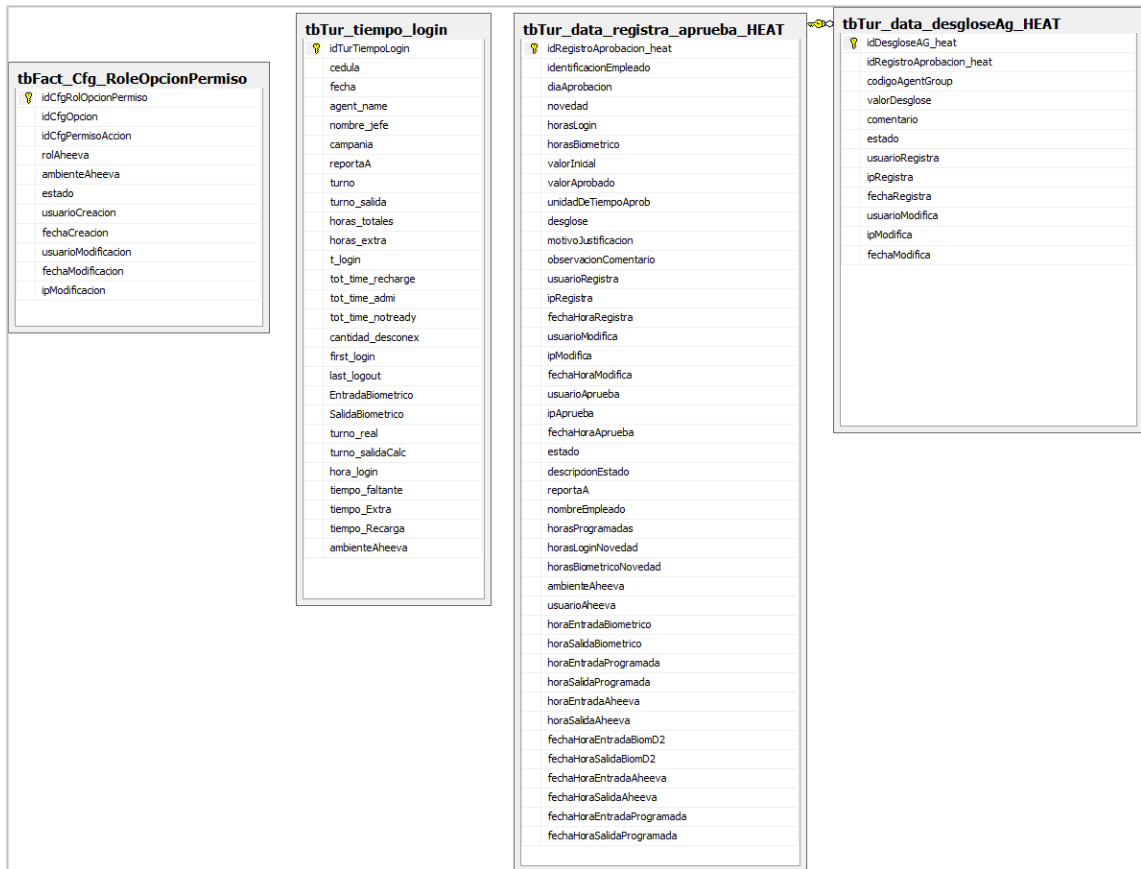 tbFact_Cfg_RoleOpcionPermiso
idCfgRolOpcionPermiso
idCfgOpcion
idCfgPermisoAccion
rolAheeva
ambienteAheeva
estado
usuarioCreacion
fechaCreacion
usuarioModificacion
fechaModificacion
ipModificacion
tbTur_tiempo_login
idTurTiempoLogin
cedula
fecha
agent_name
nombre_jefe
campania
reportaA
turno
turno_salida
horas_totales
horas_extra
t_login
tot_time_recharge
tot_time_admi
tot_time_notready
cantidad_desconex
first_login
last_logout
EntradaBiometrico
SalidaBiometrico
turno_real
turno_salidaCalc
hora_login
tiempo_faltante
tiempo_Extra
tiempo_Recarga
ambienteAheeva
tbTur_data_registra_aprueba_HEAT
idRegistroAprobacion_heat
identificacionEmpleado
diaAprobacion
novedad
horasLogin
horasBiometrico
valorInicial
valorAprobado
unidadDeTiempoAprob
desglose
motivoJustificacion
observacionComentario
usuarioRegistra
ipRegistra
fechaHoraRegistra
usuarioModifica
ipModifica
fechaHoraModifica
usuarioAprueba
ipAprueba
fechaHoraAprueba
estado
descripcionEstado
reportaA
nombreEmpleado
horasProgramadas
horasLoginNovedad
horasBiometricoNovedad
ambienteAheeva
usuarioAheeva
horaEntradaBiometrico
horaSalidaBiometrico
horaEntradaProgramada
horaSalidaProgramada
horaEntradaAheeva
horaSalidaAheeva
fechaHoraEntradaBiomD2
fechaHoraSalidaBiomD2
fechaHoraEntradaAheeva
fechaHoraSalidaAheeva
fechaHoraEntradaProgramada
fechaHoraSalidaProgramada
tbTur_data_desgloseAg_HEAT
idDesgloseAG_heat
idRegistroAprobacion_heat
codigoAgentGroup
valorDesglose
comentario
estado
usuarioRegistra
ipRegistra
fechaRegistra
usuarioModifica
ipModifica
fechaModifica